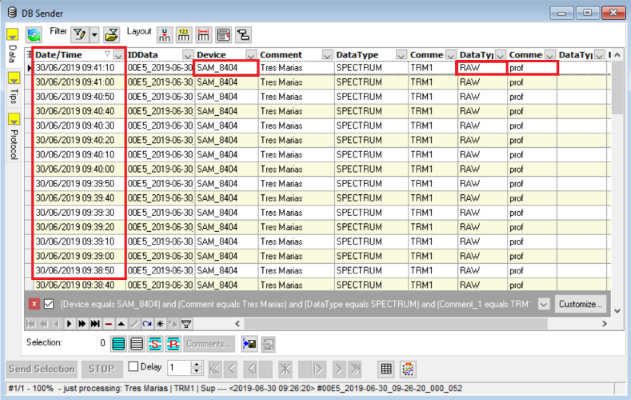 DB Sender
Filter Layout
Data
Trips
Protocol
Date/Time IDData Device Comment DataType Comme DataTyp Comme DataTyp
30/06/2019 09:41:10 00E5_2019-06-30 SAM_8404 Tres Marias SPECTRUM TRM1 RAW prof
30/06/2019 09:41:00 00E5_2019-06-30 SAM_8404 Tres Marias SPECTRUM TRM1 RAW prof
30/06/2019 09:40:50 00E5_2019-06-30 SAM_8404 Tres Marias SPECTRUM TRM1 RAW prof
30/06/2019 09:40:40 00E5_2019-06-30 SAM_8404 Tres Marias SPECTRUM TRM1 RAW prof
30/06/2019 09:40:30 00E5_2019-06-30 SAM_8404 Tres Marias SPECTRUM TRM1 RAW prof
30/06/2019 09:40:20 00E5_2019-06-30 SAM_8404 Tres Marias SPECTRUM TRM1 RAW prof
30/06/2019 09:40:10 00E5_2019-06-30 SAM_8404 Tres Marias SPECTRUM TRM1 RAW prof
30/06/2019 09:40:00 00E5_2019-06-30 SAM_8404 Tres Marias SPECTRUM TRM1 RAW prof
30/06/2019 09:39:50 00E5_2019-06-30 SAM_8404 Tres Marias SPECTRUM TRM1 RAW prof
30/06/2019 09:39:40 00E5_2019-06-30 SAM_8404 Tres Marias SPECTRUM TRM1 RAW prof
30/06/2019 09:39:30 00E5_2019-06-30 SAM_8404 Tres Marias SPECTRUM TRM1 RAW prof
30/06/2019 09:39:20 00E5_2019-06-30 SAM_8404 Tres Marias SPECTRUM TRM1 RAW prof
30/06/2019 09:39:10 00E5_2019-06-30 SAM_8404 Tres Marias SPECTRUM TRM1 RAW prof
30/06/2019 09:39:00 00E5_2019-06-30 SAM_8404 Tres Marias SPECTRUM TRM1 RAW prof
30/06/2019 09:38:50 00E5_2019-06-30 SAM_8404 Tres Marias SPECTRUM TRM1 RAW prof
30/06/2019 09:38:40 00E5_2019-06-30 SAM_8404 Tres Marias SPECTRUM TRM1 RAW prof
(Device equals SAM_8404) and (Comment equals Tres Marias) and (DataType equals SPECTRUM) and (Comment_1 equals TRM1 Customize...
Selection: 0 Comments...
Send Selection STOP Delay 1
#1/1 - 100% - just processing: Tres Marias | TRM1 | Sup --- <2019-06-30 09:26:20> #00E5_2019-06-30_09-26-20_000_052